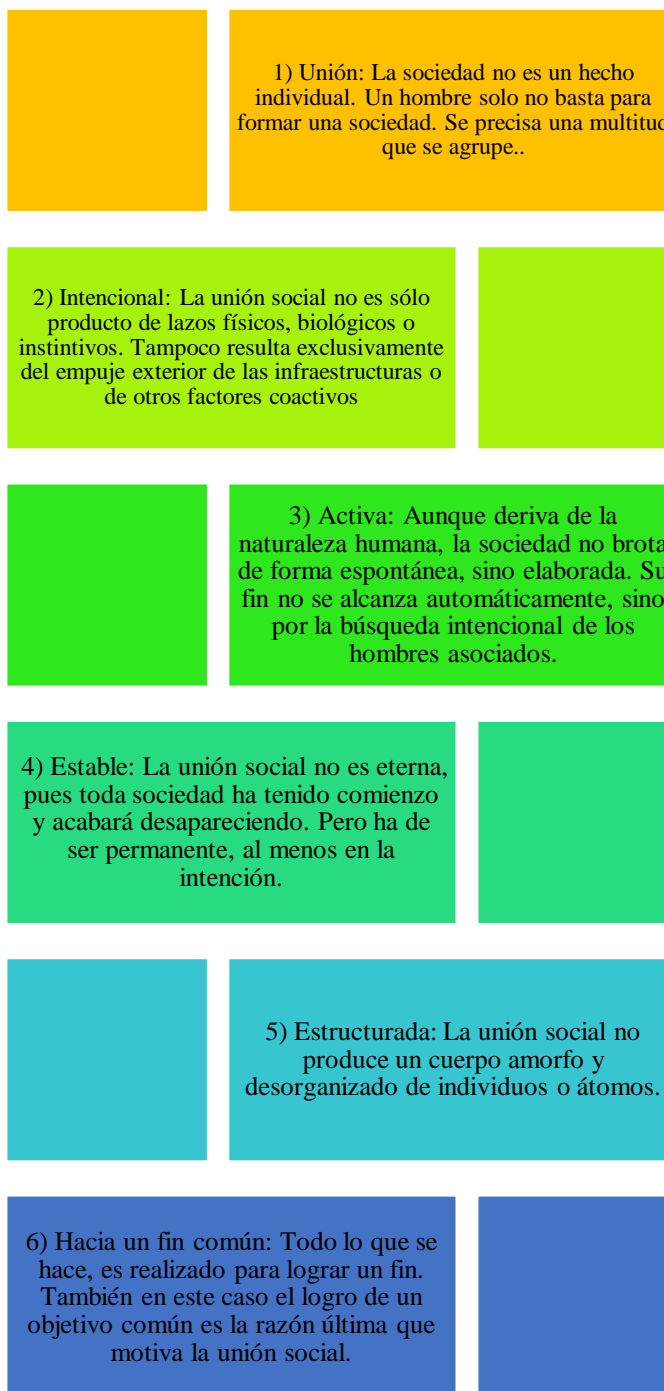 1) Unión: La sociedad no es un hecho
individual. Un hombre solo no basta para
formar una sociedad. Se precisa una multitud
que se agrupe..
2) Intencional: La unión social no es sólo
producto de lazos físicos, biológicos o
instintivos. Tampoco resulta exclusivamente
del empuje exterior de las infraestructuras o
de otros factores coactivos
3) Activa: Aunque deriva de la
naturaleza humana, la sociedad no brota
de forma espontánea, sino elaborada. Su
fin no se alcanza automáticamente, sino
por la búsqueda intencional de los
hombres asociados.
4) Estable: La unión social no es eterna,
pues toda sociedad ha tenido comienzo
y acabará desapareciendo. Pero ha de
ser permanente, al menos en la
intención.
5) Estructurada: La unión social no
produce un cuerpo amorfo y
desorganizado de individuos o átomos.
6) Hacia un fin común: Todo lo que se
hace, es realizado para lograr un fin.
También en este caso el logro de un
objetivo común es la razón última que
motiva la unión social.